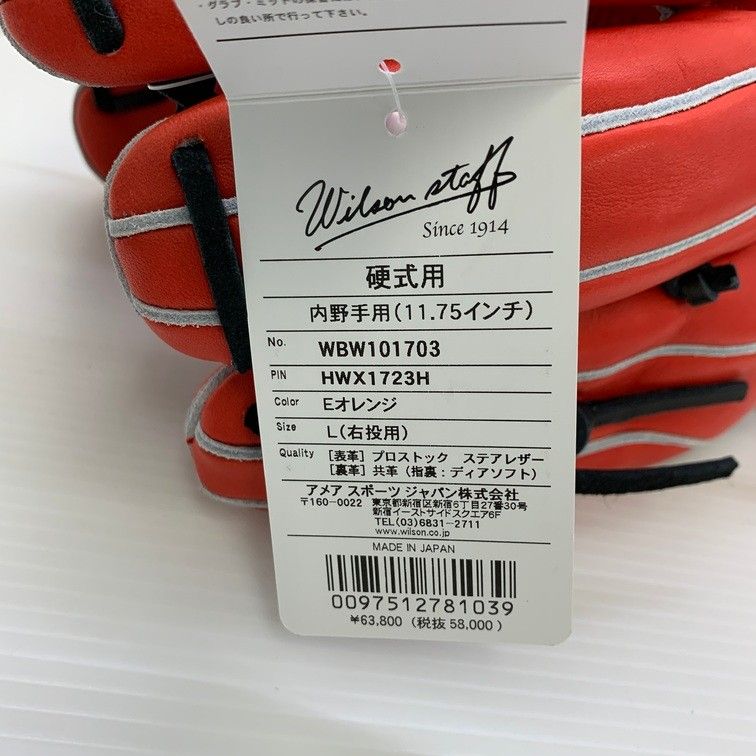 しの良い所で行って下さい。
Wilson staff
Since 1914
硬式用
内野手用(11.75インチ)
No. WBW101703
PIN HWX1723H
Color Eオレンジ
Size L(右投用)
Quality [表革] プロストック ステアレザー
[裏革] 共革 (指裏:ディアソフト)
アメア スポーツ ジャパン株式会社
〒160-0022 東京都新宿区新宿6丁目27番30号
新宿イーストサイドスクエア6F
TEL(03)6831-2711
www.wilson.co.jp
MADE IN JAPAN
0097512781039
¥63,800 (税抜 58,000)